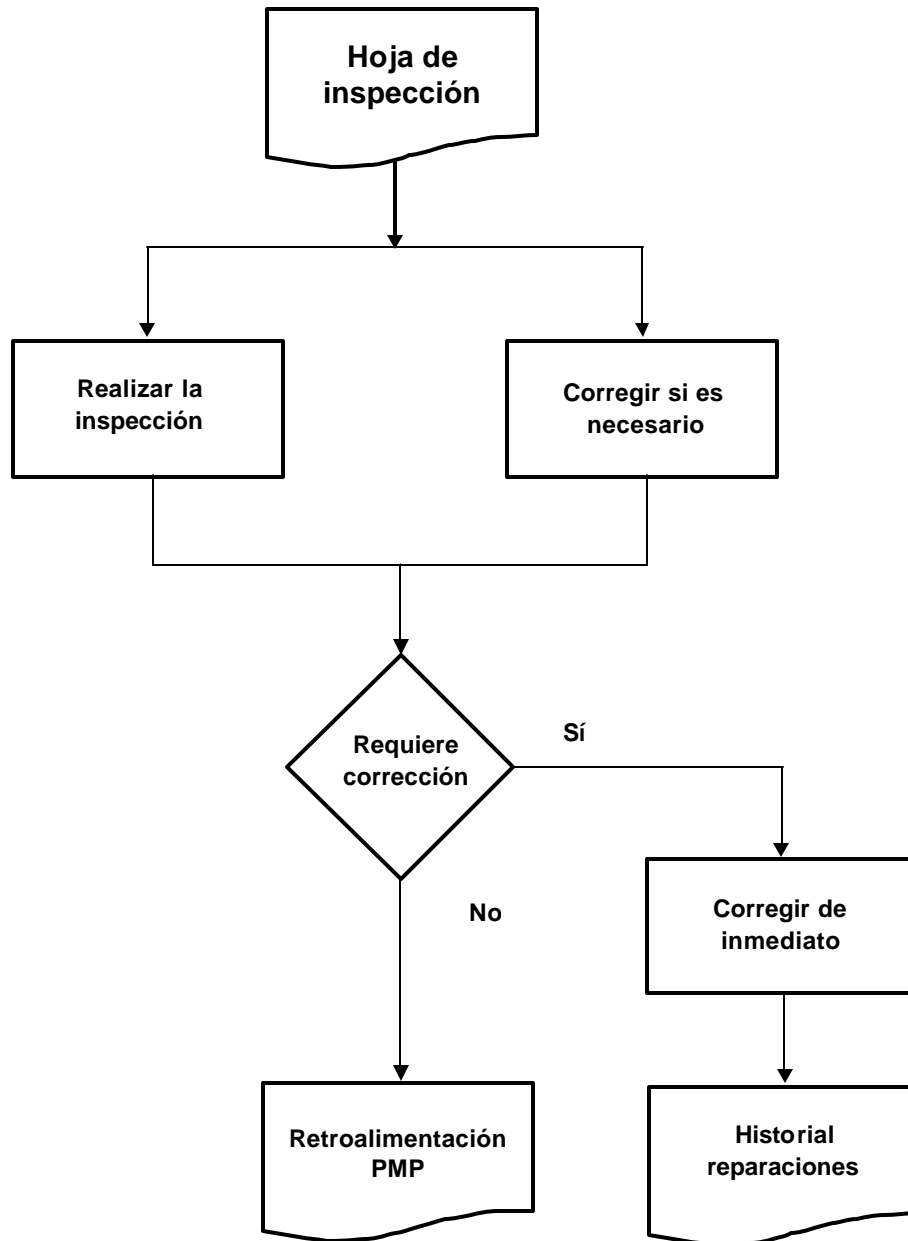 Hoja de
inspección
Realizar la
inspección
Corregir si es
necesario
Requiere
corrección
Sí
No
Corregir de
inmediato
Retroalimentación
PMP
Historial
reparaciones